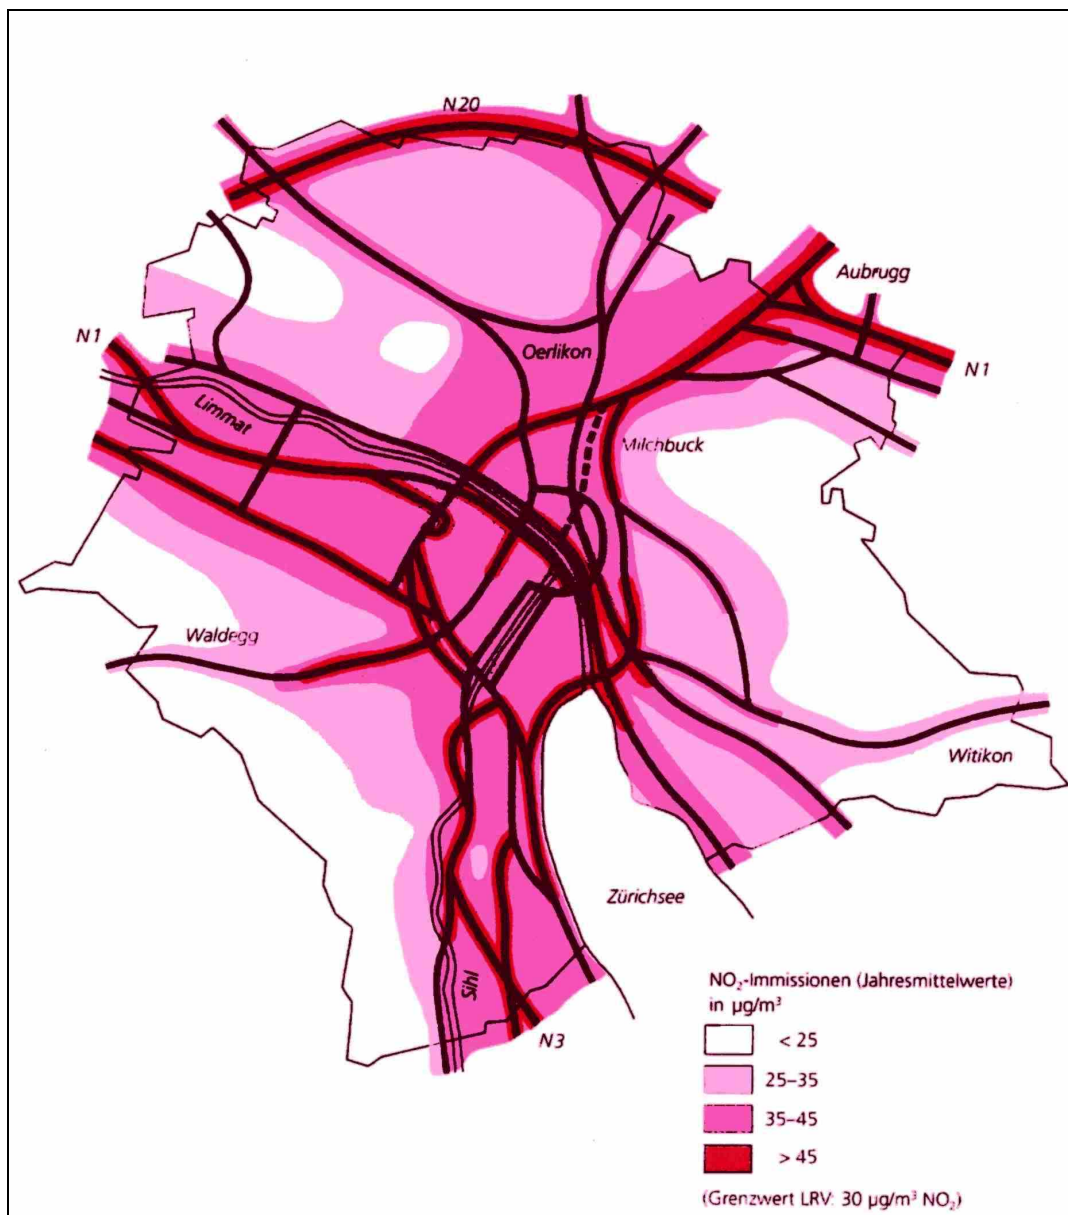 N20
Aubrugg
N1
Oerlikon
N1
Limmat
Milchbuck
Waldegg
Witikon
Zürichsee
Sihl
N3
NO₂-Immissionen (Jahresmittelwerte)
in µg/m³
< 25
25–35
35–45
> 45
(Grenzwert LRV: 30 µg/m³ NO₂)